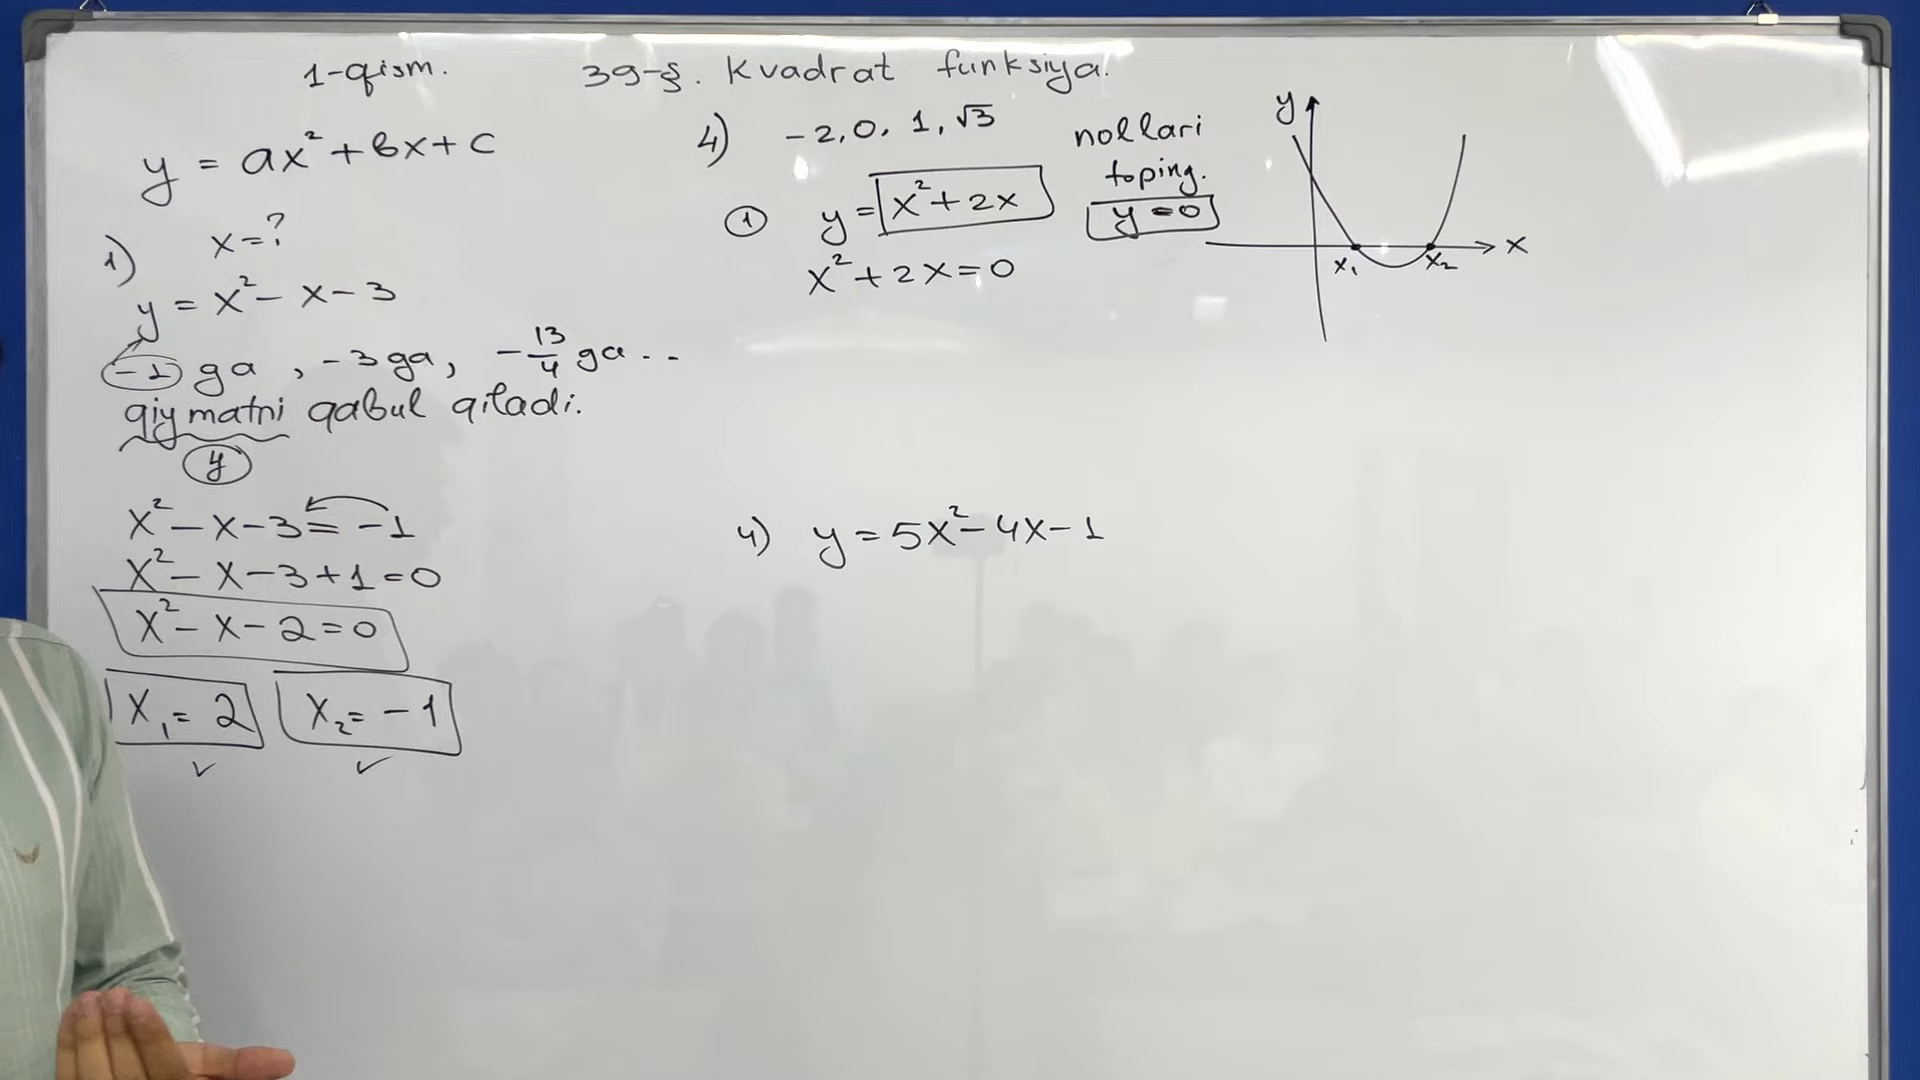 1-qism. 39-§. Kvadrat funksiya.
y = ax² + bx + c
1) x = ?
y = x² - x - 3
-1 ga, -3 ga, -13/4 ga ..
qiymatni qabul qiladi.
y
x² - x - 3 = -1
x² - x - 3 + 1 = 0
x² - x - 2 = 0
x₁ = 2 x₂ = -1
4) -2, 0, 1, √3
① y = x² + 2x
x² + 2x = 0
nollari
toping.
y = 0
y
x₁ x₂ x
4) y = 5x² - 4x - 1